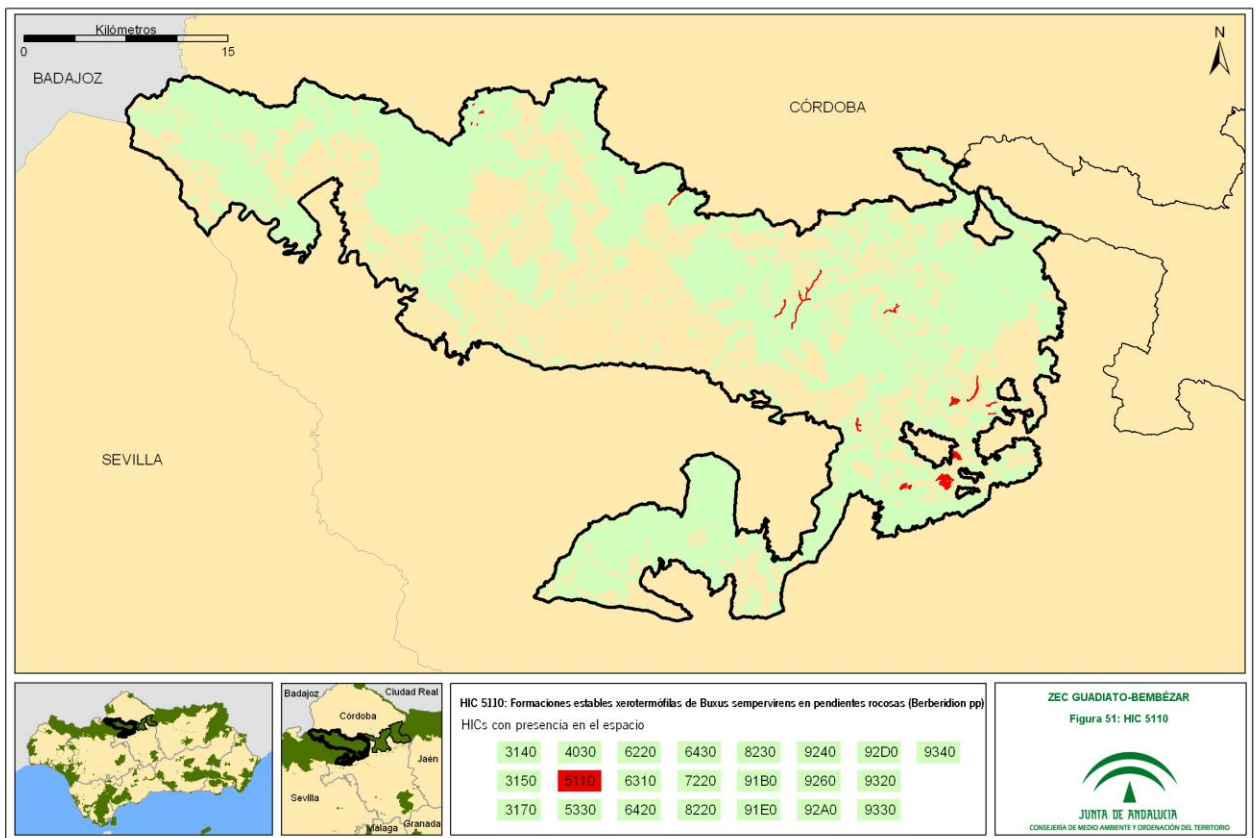 Kilómetros
0 15
N
BADAJOZ
CÓRDOBA
SEVILLA
Badajoz
Ciudad Real
Córdoba
Jaén
Sevilla
Málaga
Granada
HIC 5110: Formaciones estables xerotermófilas de Buxus sempervirens en pendientes rocosas (Berberidion pp)
HICs con presencia en el espacio
3140 4030 6220 6430 8230 9240 92D0 9340
3150 5110 6310 7220 91B0 9260 9320
3170 5330 6420 8220 91E0 92A0 9330
ZEC GUADIATO-BEMBÉZAR
Figura 51: HIC 5110
JUNTA DE ANDALUCIA
CONSEJERÍA DE MEDIO AMBIENTE Y ORDENACIÓN DEL TERRITORIO